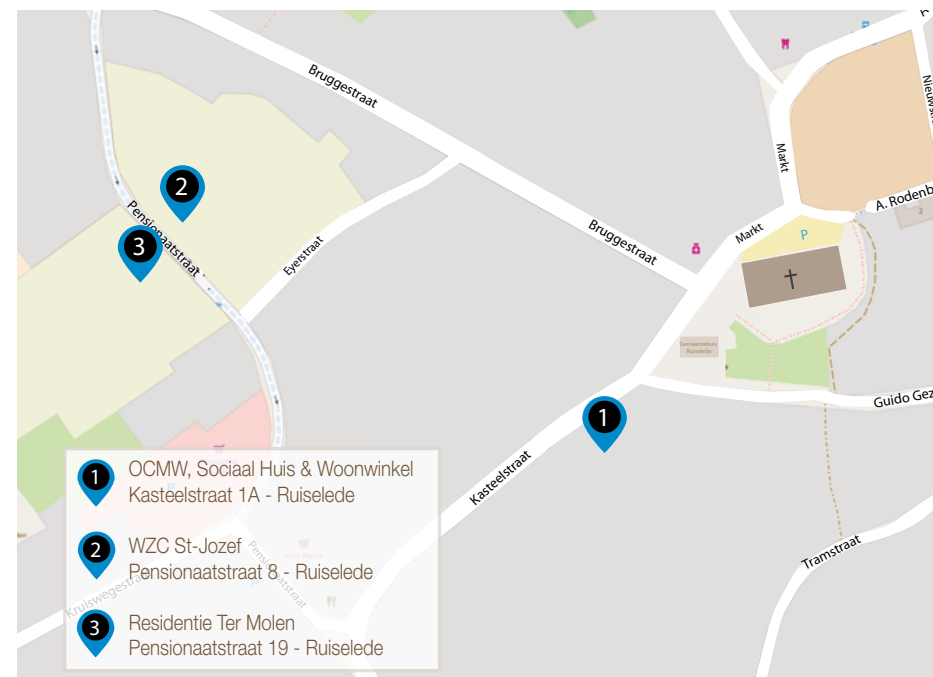 Bruggestraat
Markt
Pensionaatstraat
2
3
Eyerstraat
Bruggestraat
Markt
P
A. Rodenb
Gemeentehuis
Ruiselede
Guido Gez
1
Kasteelstraat
Tramstraat
Kruiswegestraat
Pensionaatstraat
Huis Maria
P
P
1
OCMW, Sociaal Huis & Woonwinkel
Kasteelstraat 1A - Ruiselede
2
WZC St-Jozef
Pensionaatstraat 8 - Ruiselede
3
Residentie Ter Molen
Pensionaatstraat 19 - Ruiselede